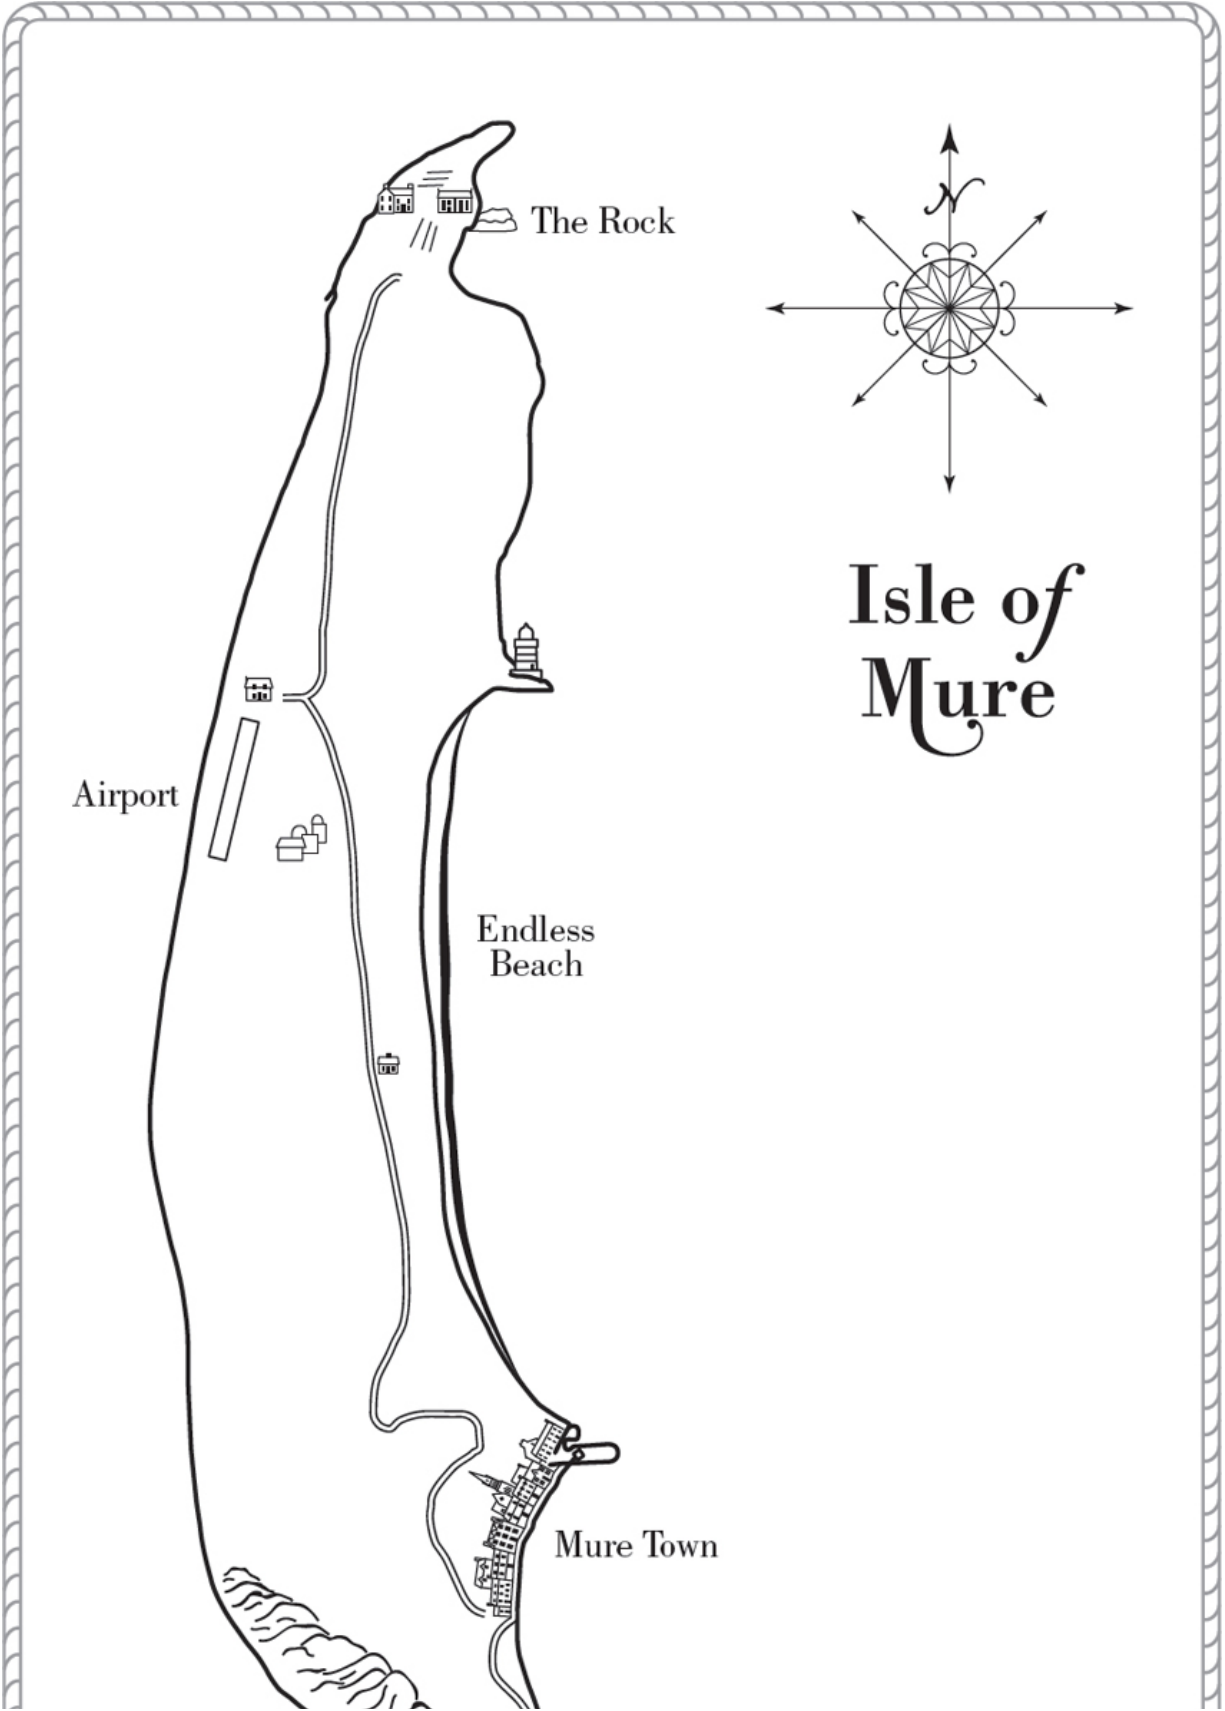 The Rock
N
Isle of
Mure
Airport
Endless
Beach
Mure Town